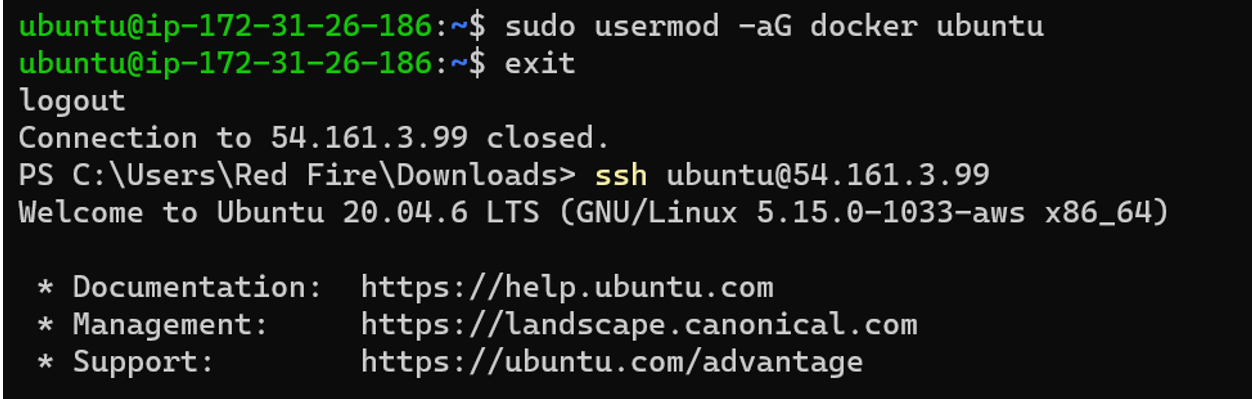 ubuntu@ip-172-31-26-186:~$ sudo usermod -aG docker ubuntu
ubuntu@ip-172-31-26-186:~$ exit
logout
Connection to 54.161.3.99 closed.
PS C:\Users\Red Fire\Downloads> ssh ubuntu@54.161.3.99
Welcome to Ubuntu 20.04.6 LTS (GNU/Linux 5.15.0-1033-aws x86_64)
* Documentation:  https://help.ubuntu.com
* Management:     https://landscape.canonical.com
* Support:        https://ubuntu.com/advantage